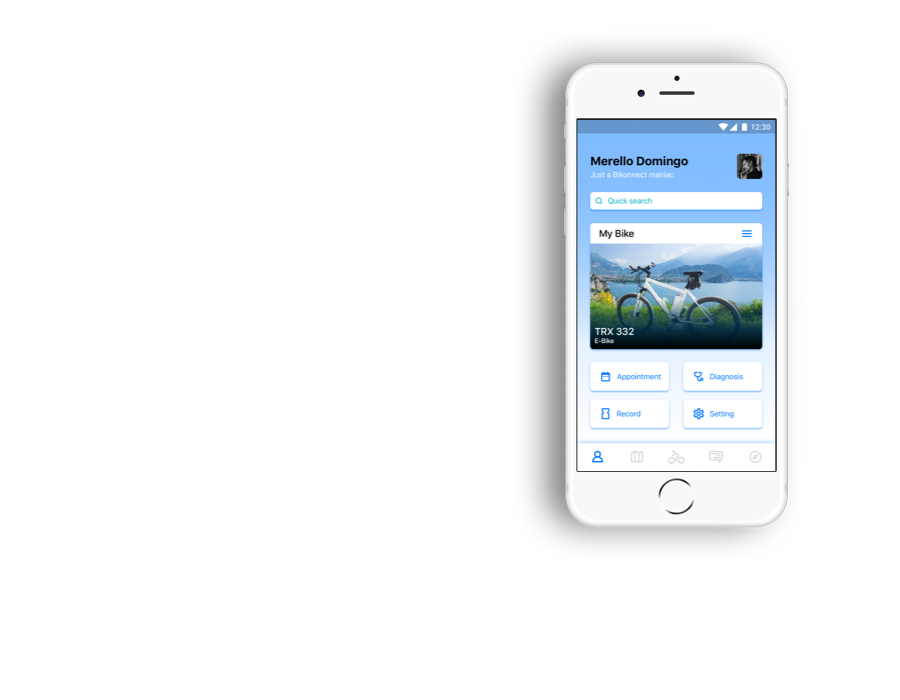 12:30
Merello Domingo
Just a Bikonnect maniac
Quick search
My Bike
TRX 332
E-Bike
Appointment
Diagnosis
Record
Setting